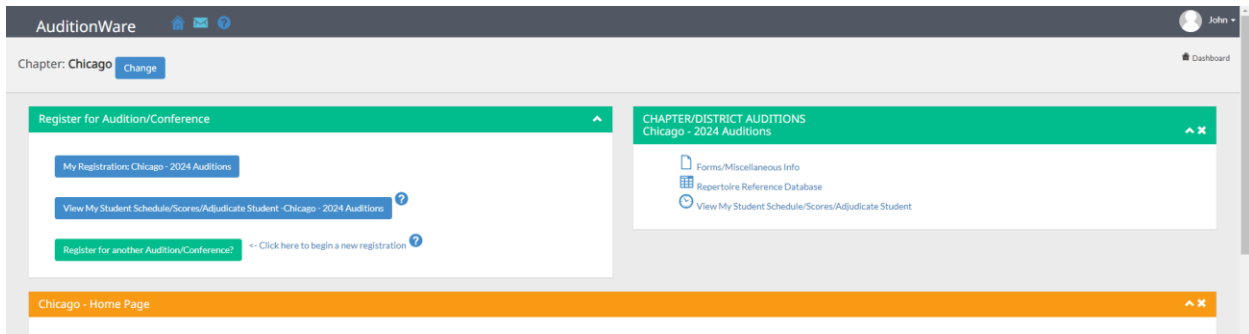 AuditionWare
John
Chapter: Chicago Change
Dashboard
Register for Audition/Conference
My Registration: Chicago - 2024 Auditions
View My Student Schedule/Scores/Adjudicate Student -Chicago - 2024 Auditions
Register for another Audition/Conference? <- Click here to begin a new registration
CHAPTER/DISTRICT AUDITIONS
Chicago - 2024 Auditions
Forms/Miscellaneous Info
Repertoire Reference Database
View My Student Schedule/Scores/Adjudicate Student
Chicago - Home Page